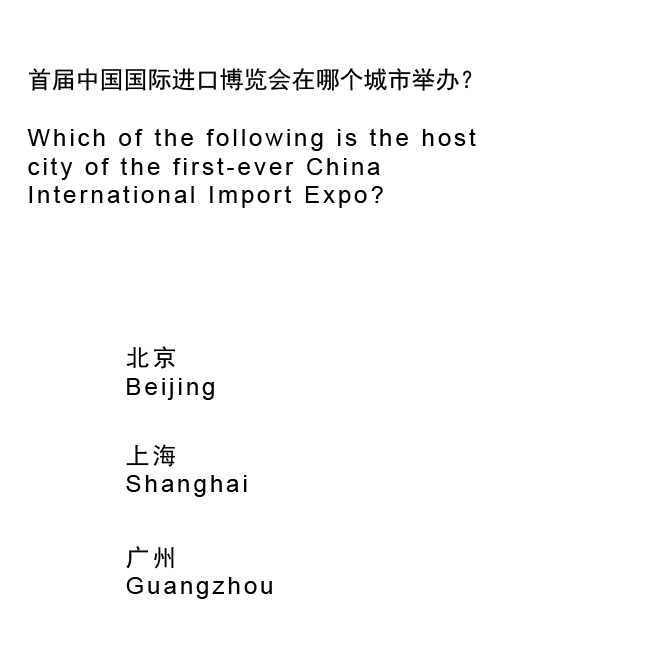 首届中国国际进口博览会在哪个城市举办？
Which of the following is the host
city of the first-ever China
International Import Expo?
北京
Beijing
上海
Shanghai
广州
Guangzhou